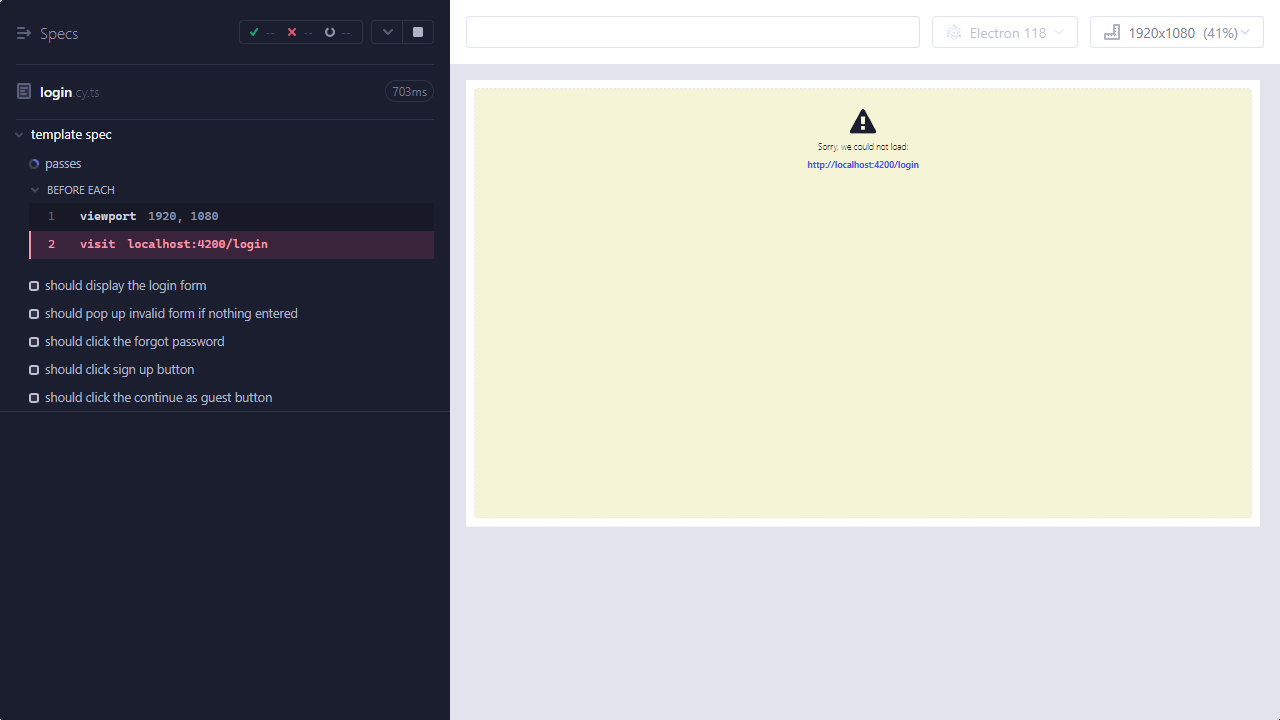 Specs
--
--
--
login.cy.ts
703ms
template spec
passes
BEFORE EACH
1 viewport 1920, 1080
2 visit localhost:4200/login
should display the login form
should pop up invalid form if nothing entered
should click the forgot password
should click sign up button
should click the continue as guest button
Electron 118
1920x1080 (41%)
Sorry, we could not load:
http://localhost:4200/login